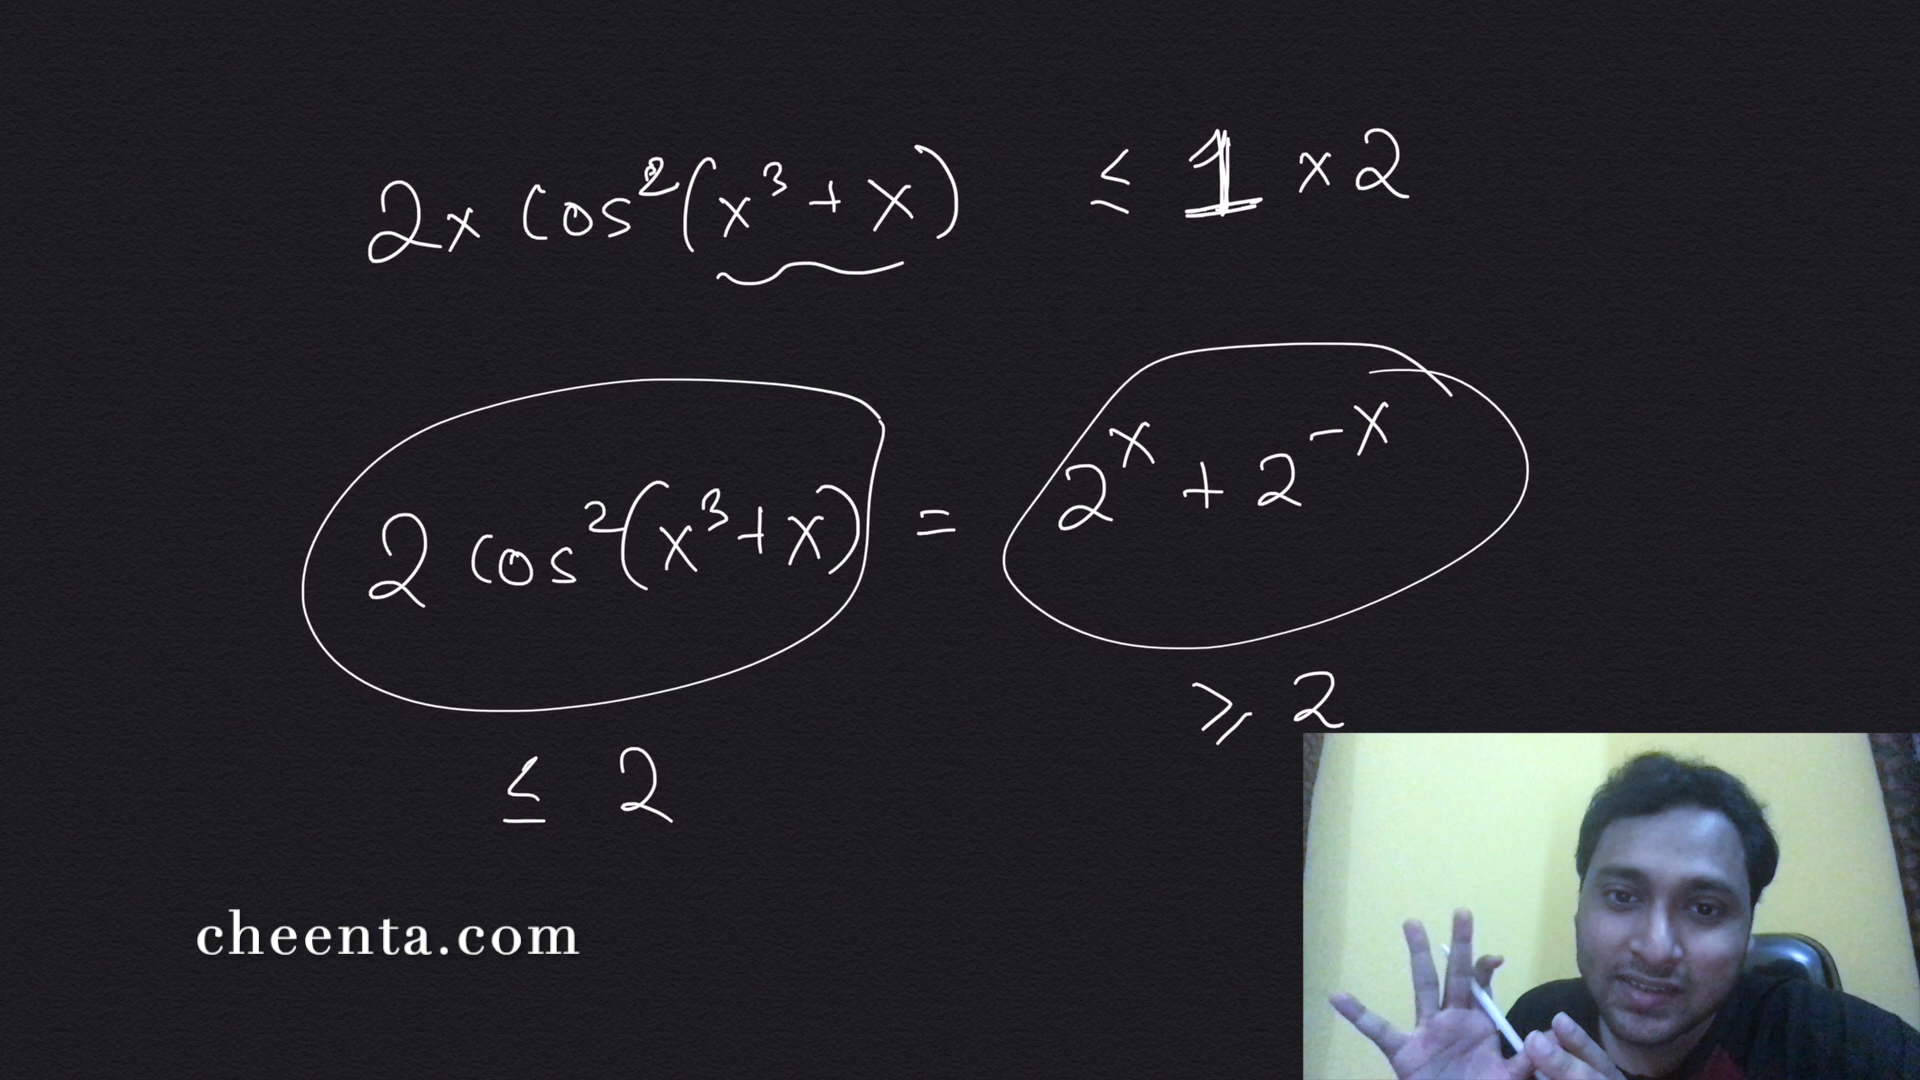 2 x cos²(x³ + x) ≤ 1 x 2
2 cos²(x³ + x) = 2ˣ + 2⁻ˣ
≥ 2
≤ 2
cheenta.com